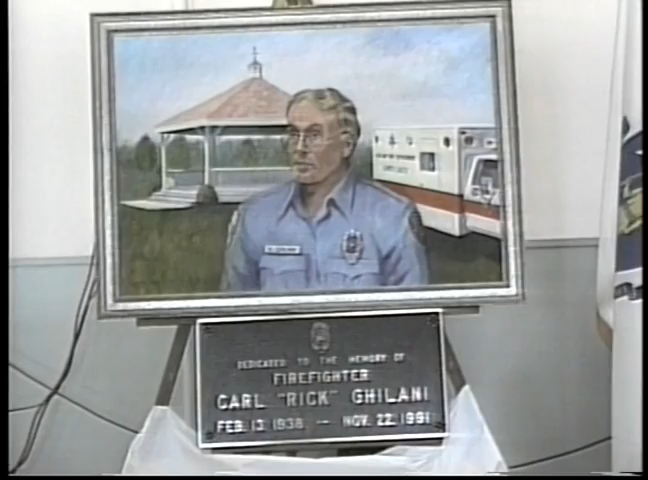 DEDICATED TO THE MEMORY OF
FIREFIGHTER
CARL "RICK" GHILANI
FEB. 13, 1938 — NOV. 22, 1991